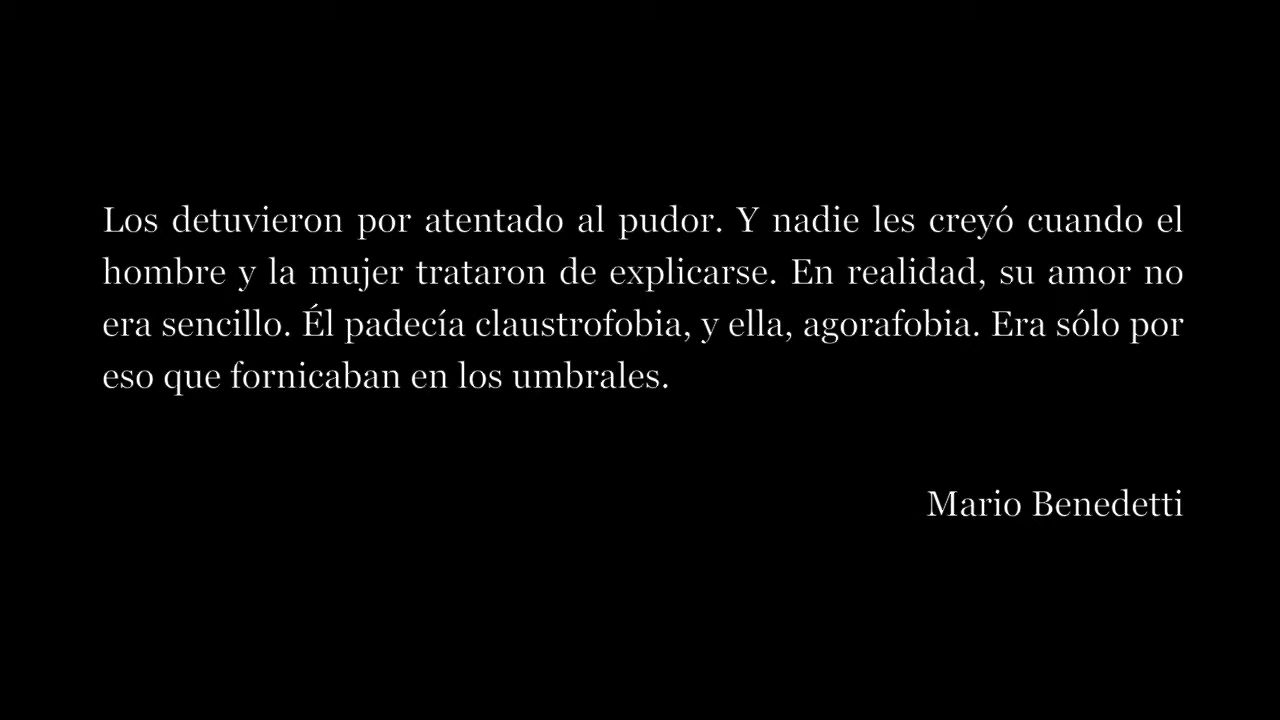 Los detuvieron por atentado al pudor. Y nadie les creyó cuando el
hombre y la mujer trataron de explicarse. En realidad, su amor no
era sencillo. Él padecía claustrofobia, y ella, agorafobia. Era sólo por
eso que fornicaban en los umbrales.
Mario Benedetti